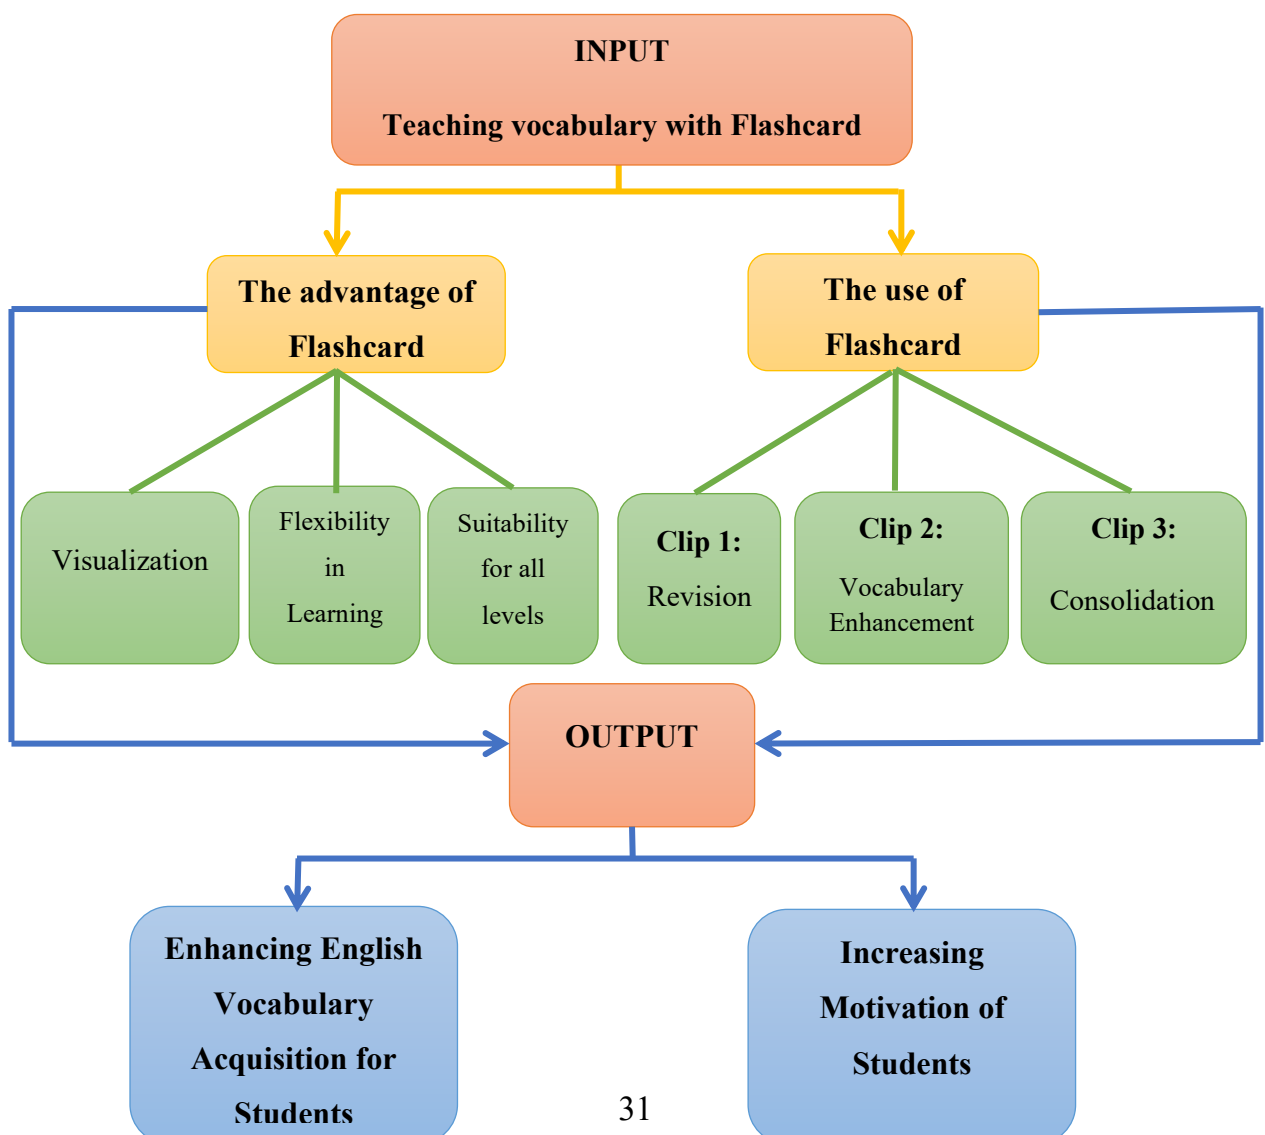 INPUT
Teaching vocabulary with Flashcard
The advantage of
Flashcard
The use of
Flashcard
Visualization
Flexibility
in
Learning
Suitability
for all
levels
Clip 1:
Revision
Clip 2:
Vocabulary
Enhancement
Clip 3:
Consolidation
OUTPUT
Enhancing English
Vocabulary
Acquisition for
Students
Increasing
Motivation of
Students
31